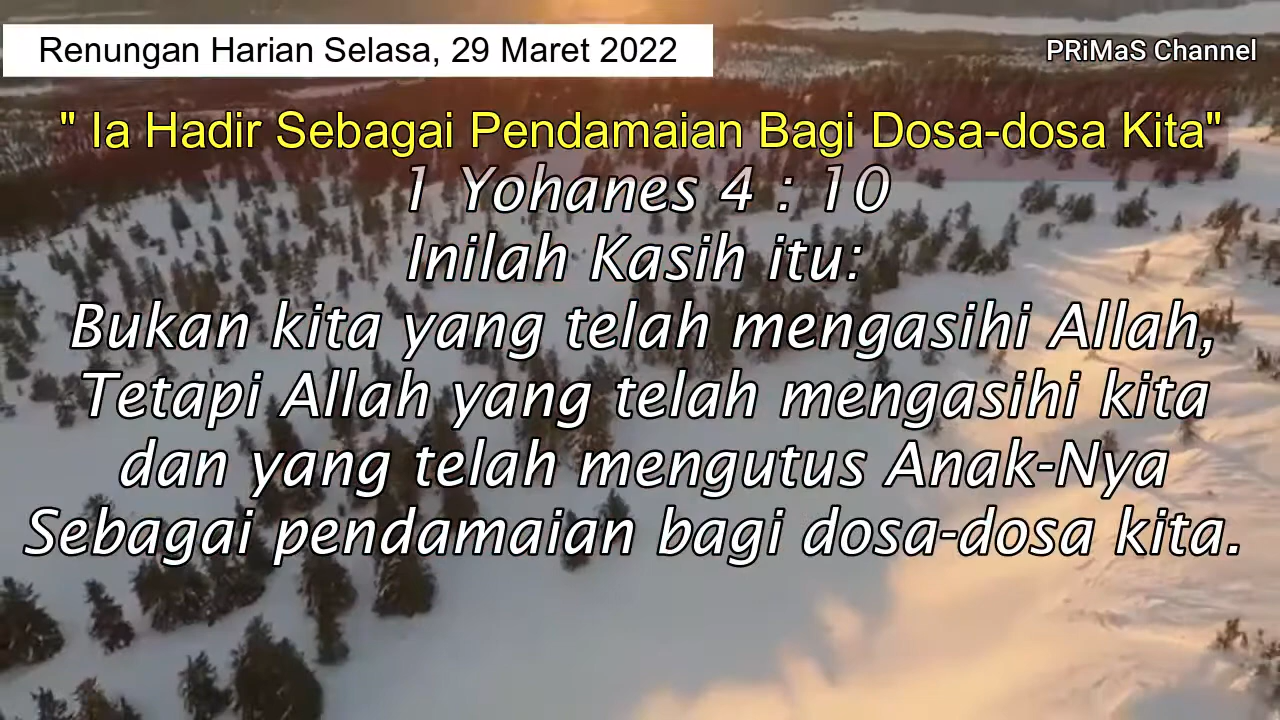 Renungan Harian Selasa, 29 Maret 2022
PRiMaS Channel
" Ia Hadir Sebagai Pendamaian Bagi Dosa-dosa Kita"
1 Yohanes 4 : 10
Inilah Kasih itu:
Bukan kita yang telah mengasihi Allah,
Tetapi Allah yang telah mengasihi kita
dan yang telah mengutus Anak-Nya
Sebagai pendamaian bagi dosa-dosa kita.